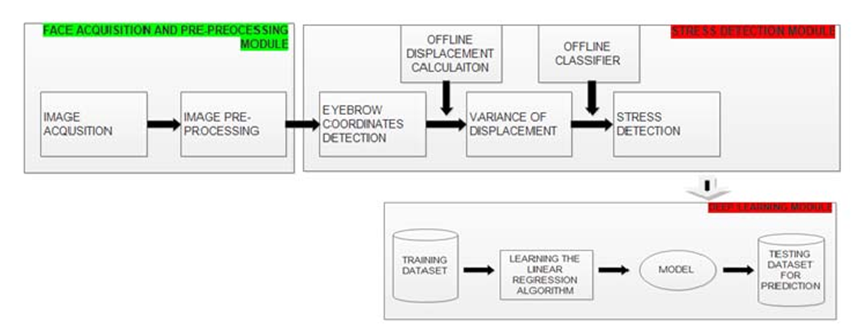 FACE ACQUISITION AND PRE-PREOCESSING
MODULE
IMAGE
ACQUSITION
IMAGE PRE-
PROCESSING
STRESS DETECTION MODULE
OFFLINE
DISPLACEMENT
CALCULAITON
OFFLINE
CLASSIFIER
EYEBROW
COORDINATES
DETECTION
VARIANCE OF
DISPLACEMENT
STRESS
DETECTION
DEEP LEARNING MODULE
TRAINING
DATASET
LEARNING THE
LINEAR
REGRESSION
ALGORITHM
MODEL
TESTING
DATASET
FOR
PREDICTION